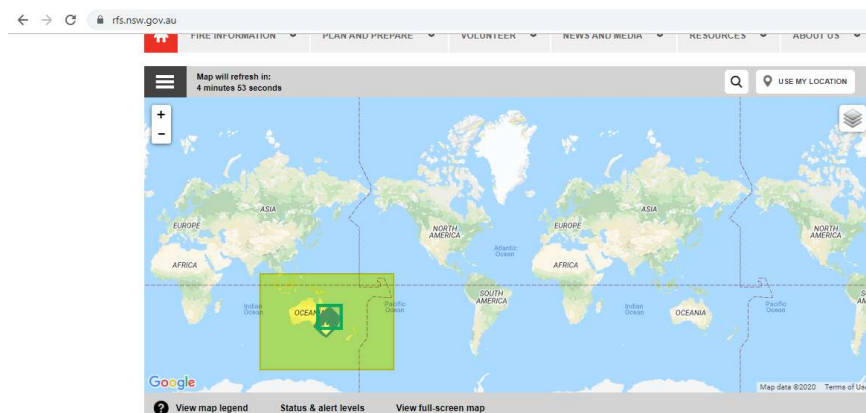 rfs.nsw.gov.au
FIRE INFORMATION PLAN AND PREPARE VOLUNTEER NEWS AND MEDIA RESOURCES ABOUT US
Map will refresh in:
4 minutes 53 seconds
USE MY LOCATION
+
−
ASIA
EUROPE
NORTH
AMERICA
Atlantic
Ocean
AFRICA
Indian
Ocean
OCEANIA
Pacific
Ocean
SOUTH
AMERICA
ASIA
EUROPE
NORTH
AMERICA
AFRICA
Indian
Ocean
OCEANIA
Pacific
Ocean
Google
Map data ©2020 Terms of Use
? View map legend Status & alert levels View full-screen map